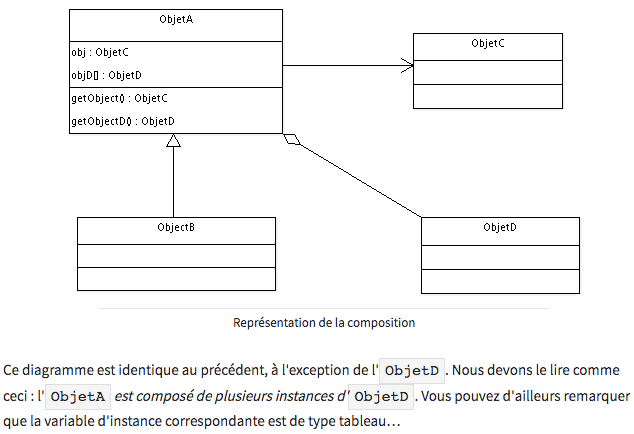 ObjetA
obj : ObjetC
objD[] : ObjetD
getObject() : ObjetC
getObjectD() : ObjetD
ObjetC
ObjectB
ObjetD
Représentation de la composition
Ce diagramme est identique au précédent, à l'exception de l' ObjetD . Nous devons le lire comme
ceci : l' ObjetA est composé de plusieurs instances d' ObjetD . Vous pouvez d'ailleurs remarquer
que la variable d'instance correspondante est de type tableau…